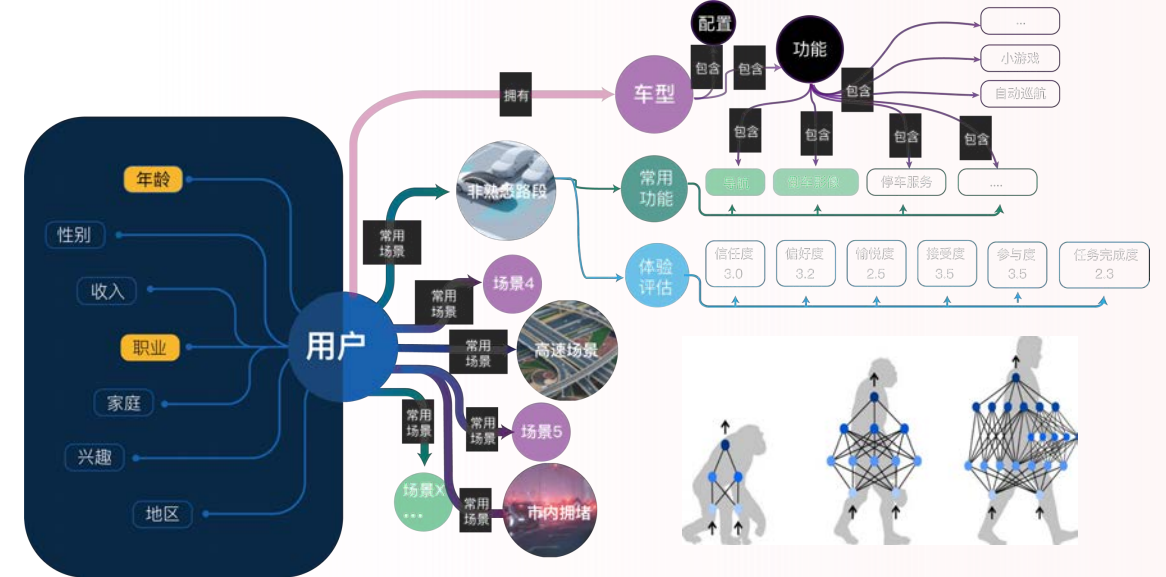 年龄
性别
收入
职业
家庭
兴趣
地区
用户
拥有
车型
包含
配置
包含
功能
包含
...
小游戏
自动巡航
包含
包含
包含
包含
常用
场景
非熟悉路段
常用
功能
导航
停车服务
....
体验
评估
信任度
3.0
偏好度
3.2
愉悦度
2.5
接受度
3.5
参与度
3.5
任务完成度
2.3
常用
场景
场景4
常用
场景
高速场景
常用
场景
场景5
常用
场景
场景X
...
常用
场景
市内拥堵